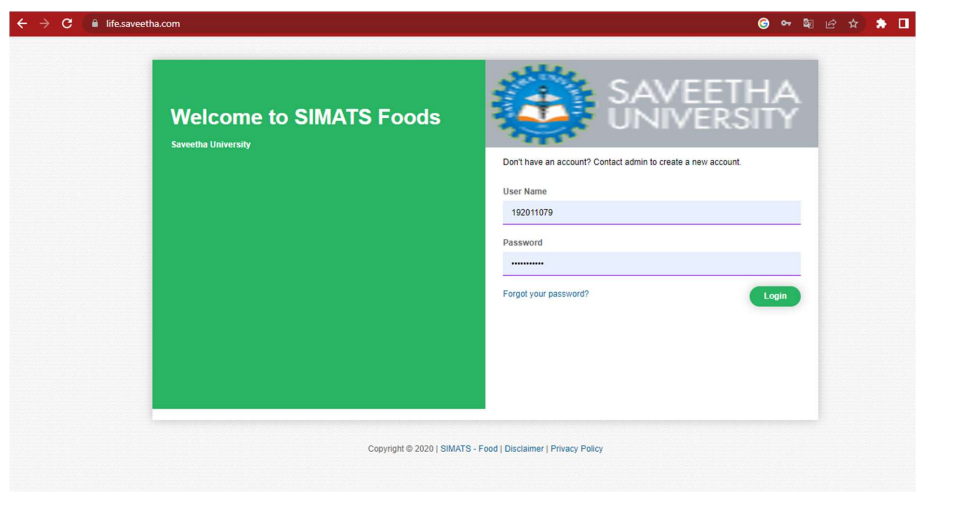 life.saveetha.com
Welcome to SIMATS Foods
Saveetha University
SAVEETHA
UNIVERSITY
Don't have an account? Contact admin to create a new account.
User Name
192011079
Password
•••••••••••
Forgot your password?
Login
Copyright © 2020 | SIMATS - Food | Disclaimer | Privacy Policy